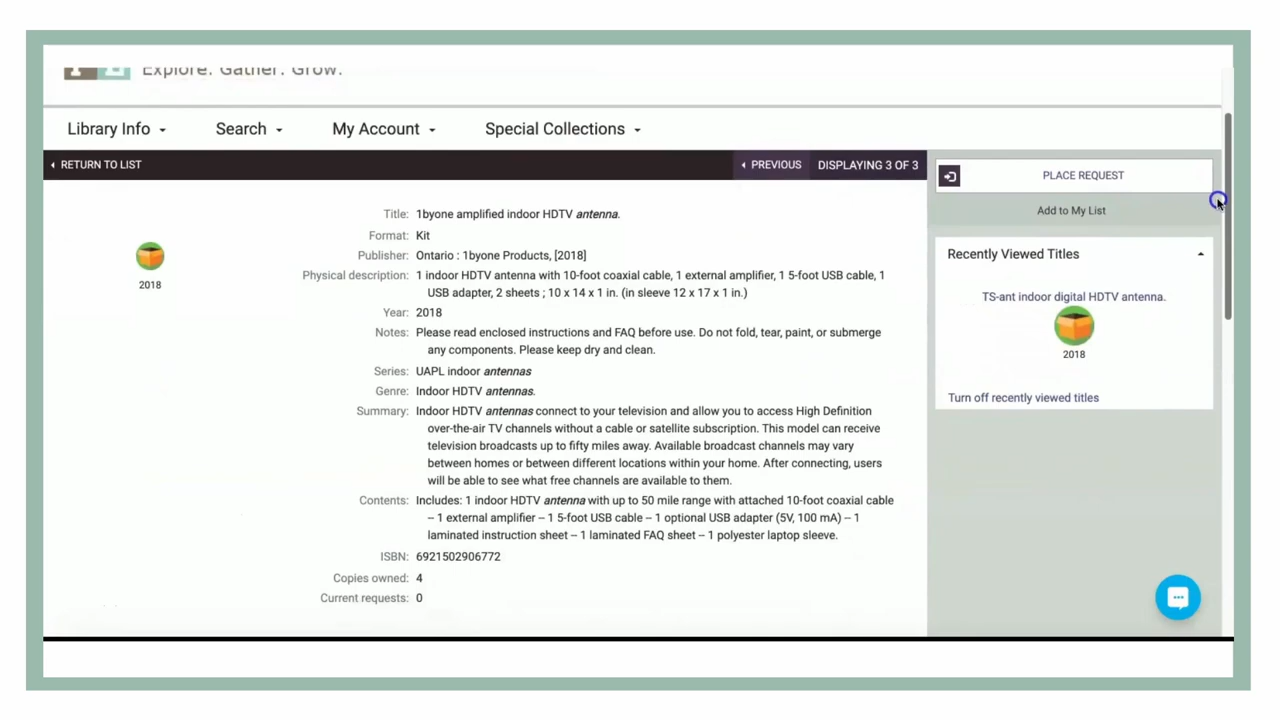 Explore. Gather. Grow.
Library Info
Search
My Account
Special Collections
RETURN TO LIST
PREVIOUS
DISPLAYING 3 OF 3
Title: 1byone amplified indoor HDTV antenna.
Format: Kit
Publisher: Ontario : 1byone Products, [2018]
Physical description: 1 indoor HDTV antenna with 10-foot coaxial cable, 1 external amplifier, 1 5-foot USB cable, 1
USB adapter, 2 sheets ; 10 x 14 x 1 in. (in sleeve 12 x 17 x 1 in.)
Year: 2018
Notes: Please read enclosed instructions and FAQ before use. Do not fold, tear, paint, or submerge
any components. Please keep dry and clean.
Series: UAPL indoor antennas
Genre: Indoor HDTV antennas.
Summary: Indoor HDTV antennas connect to your television and allow you to access High Definition
over-the-air TV channels without a cable or satellite subscription. This model can receive
television broadcasts up to fifty miles away. Available broadcast channels may vary
between homes or between different locations within your home. After connecting, users
will be able to see what free channels are available to them.
Contents: Includes: 1 indoor HDTV antenna with up to 50 mile range with attached 10-foot coaxial cable
-- 1 external amplifier -- 1 5-foot USB cable -- 1 optional USB adapter (5V, 100 mA) -- 1
laminated instruction sheet -- 1 laminated FAQ sheet -- 1 polyester laptop sleeve.
ISBN: 6921502906772
Copies owned: 4
Current requests: 0
2018
PLACE REQUEST
Add to My List
Recently Viewed Titles
TS-ant indoor digital HDTV antenna.
2018
Turn off recently viewed titles